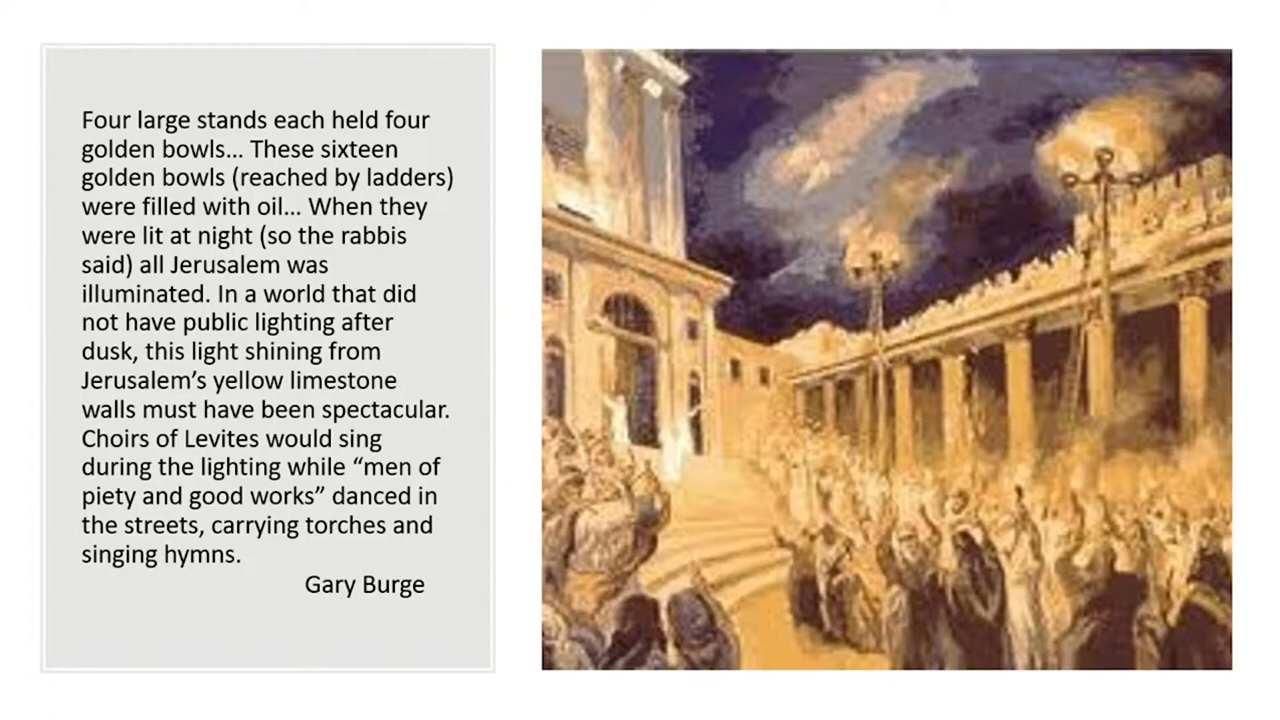 Four large stands each held four
golden bowls… These sixteen
golden bowls (reached by ladders)
were filled with oil… When they
were lit at night (so the rabbis
said) all Jerusalem was
illuminated. In a world that did
not have public lighting after
dusk, this light shining from
Jerusalem’s yellow limestone
walls must have been spectacular.
Choirs of Levites would sing
during the lighting while “men of
piety and good works” danced in
the streets, carrying torches and
singing hymns.
Gary Burge